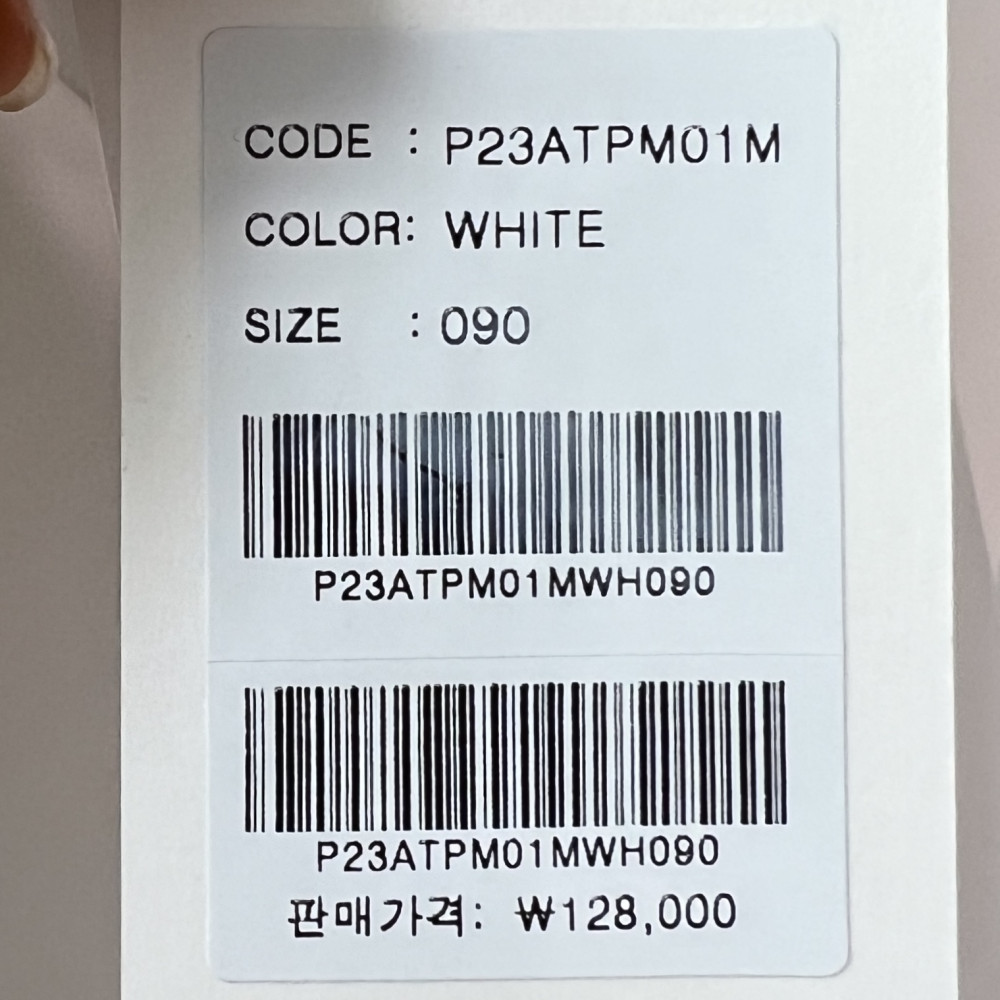 CODE : P23ATPM01M
COLOR: WHITE
SIZE : 090
P23ATPM01MWH090
P23ATPM01MWH090
판매가격: ₩128,000